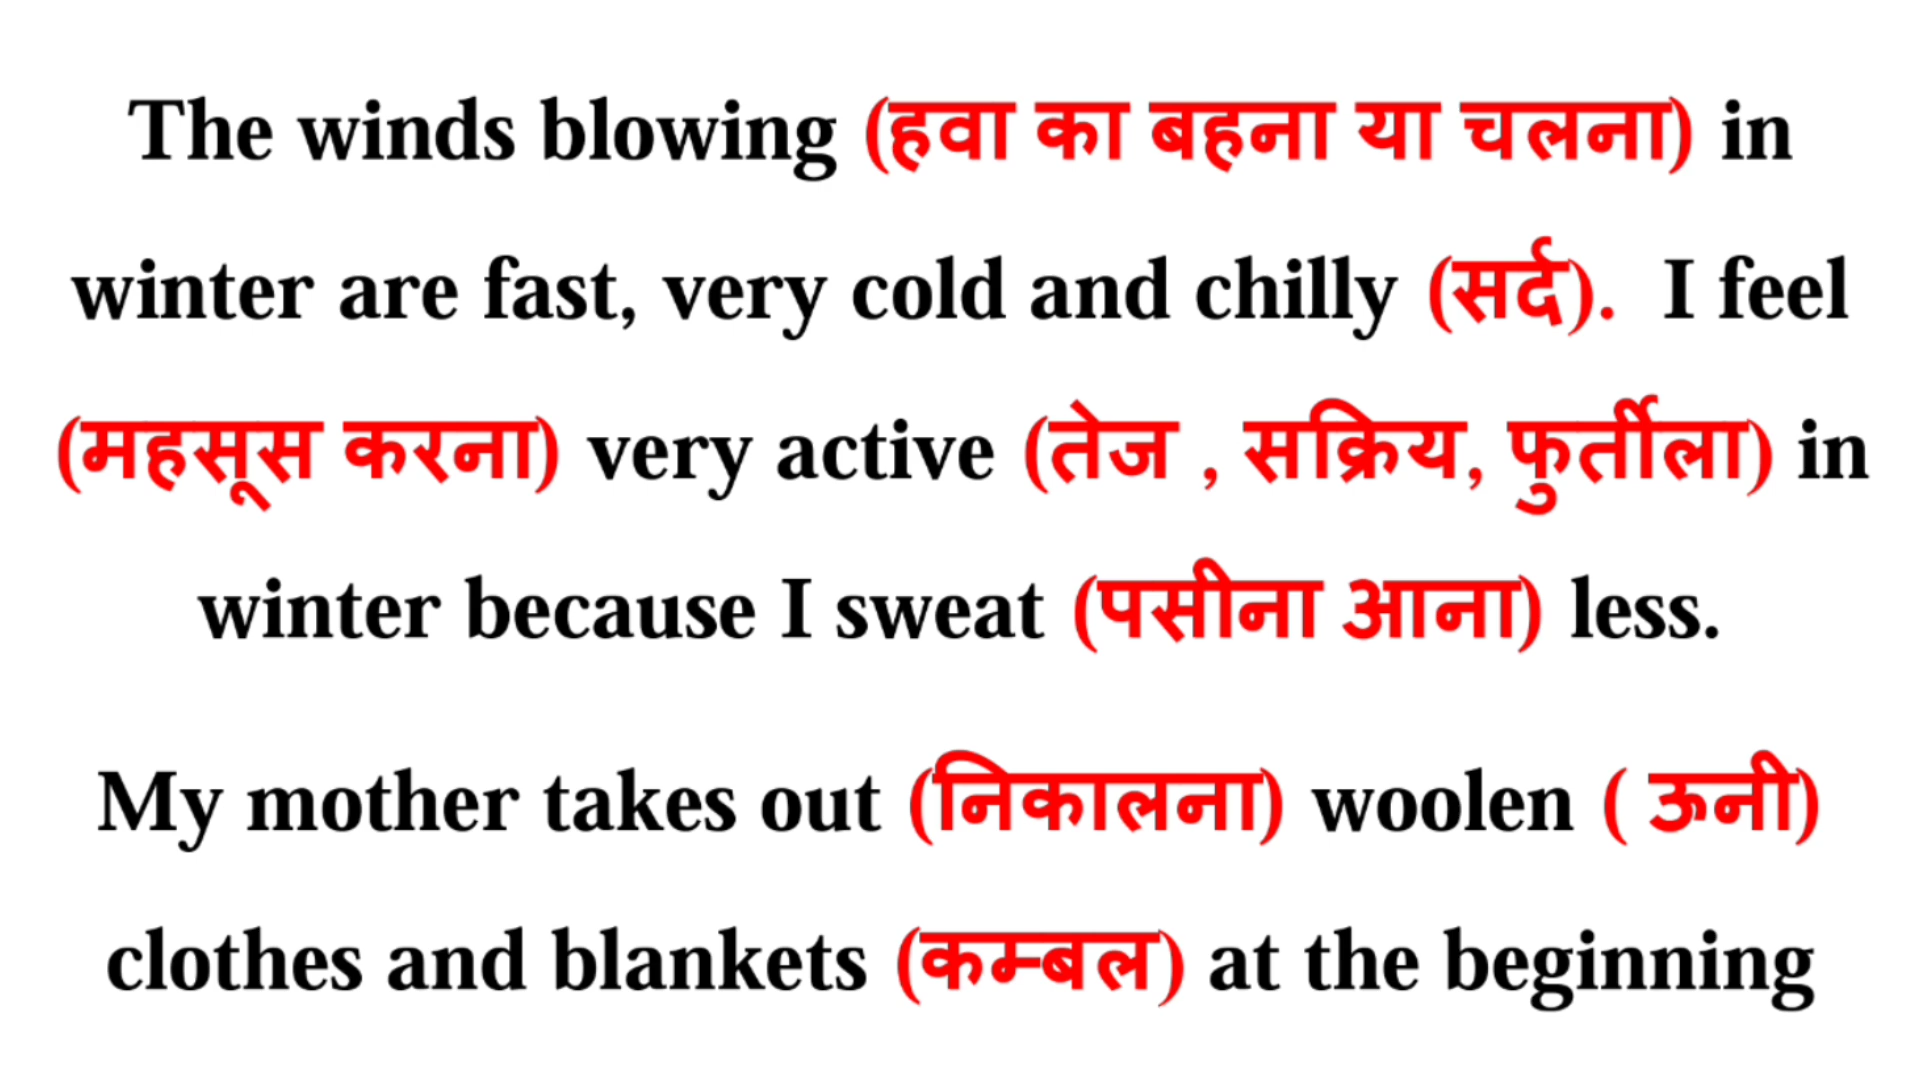 The winds blowing (हवा का बहना या चलना) in
winter are fast, very cold and chilly (सर्द).  I feel
(महसूस करना) very active (तेज , सक्रिय, फुर्तीला) in
winter because I sweat (पसीना आना) less.
My mother takes out (निकालना) woolen ( ऊनी)
clothes and blankets (कम्बल) at the beginning